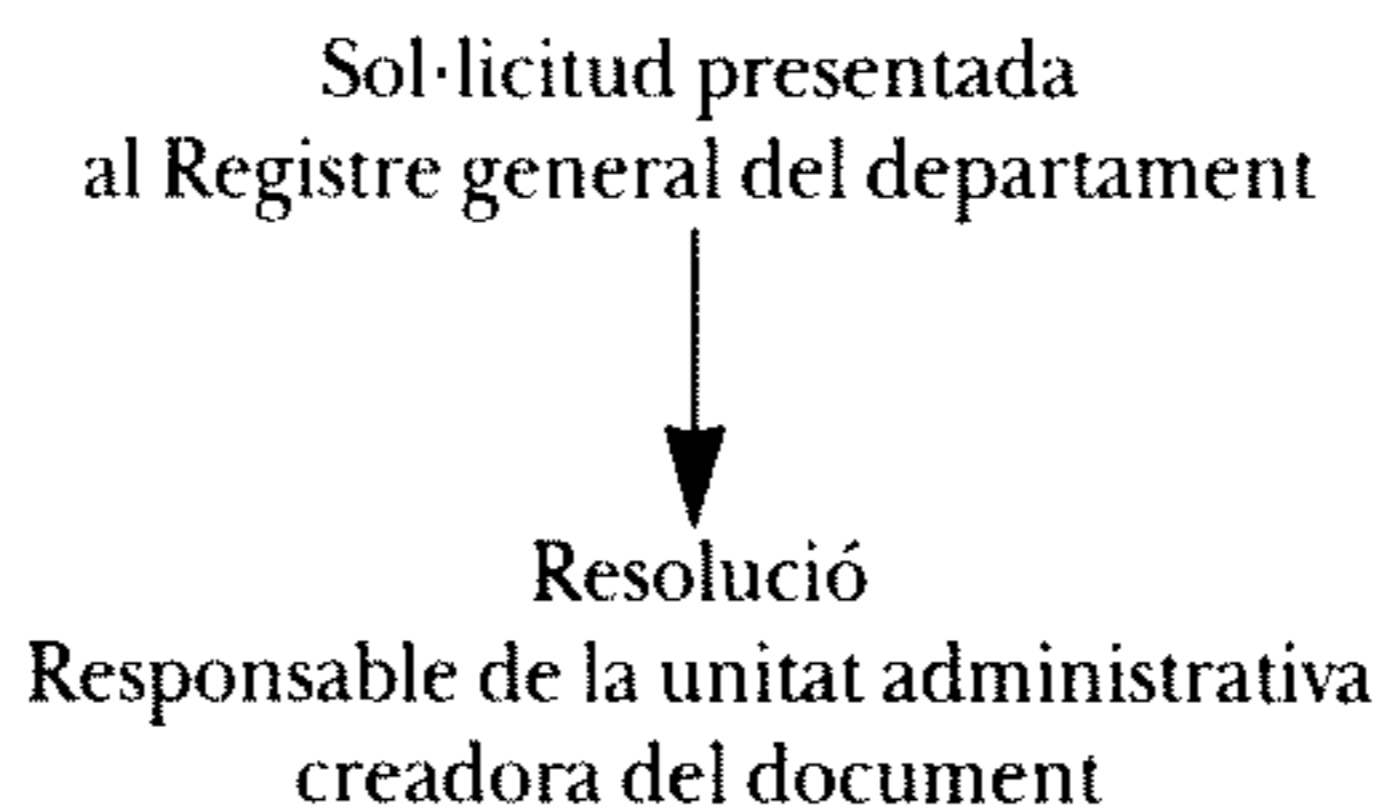 Sol·licitud presentada
al Registre general del departament
Resolució
Responsable de la unitat administrativa
creadora del document